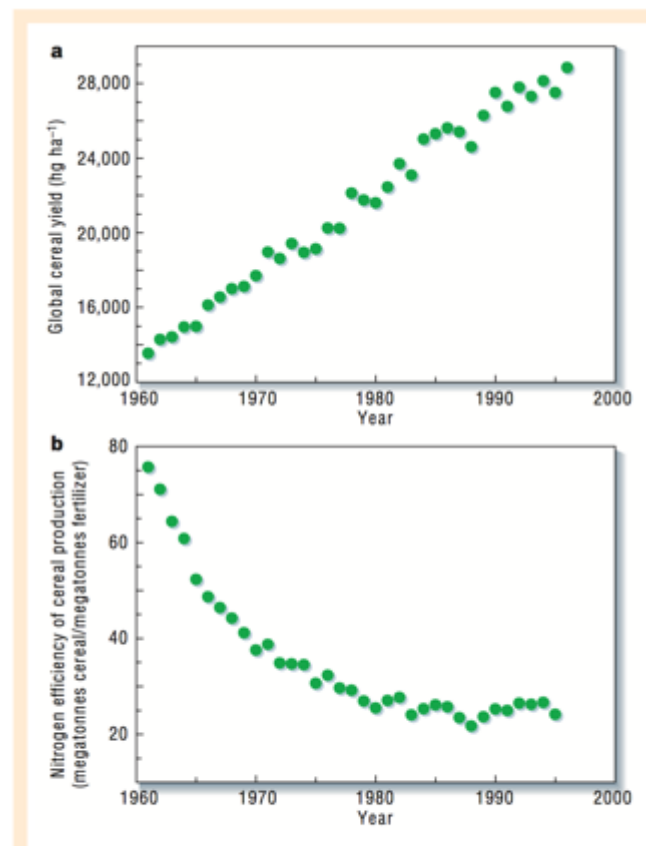 a
Global cereal yield (hg ha⁻¹)
28,000
24,000
20,000
16,000
12,000
1960 1970 1980 1990 2000
Year
b
Nitrogen efficiency of cereal production
(megatonnes cereal/megatonnes fertilizer)
80
60
40
20
1960 1970 1980 1990 2000
Year